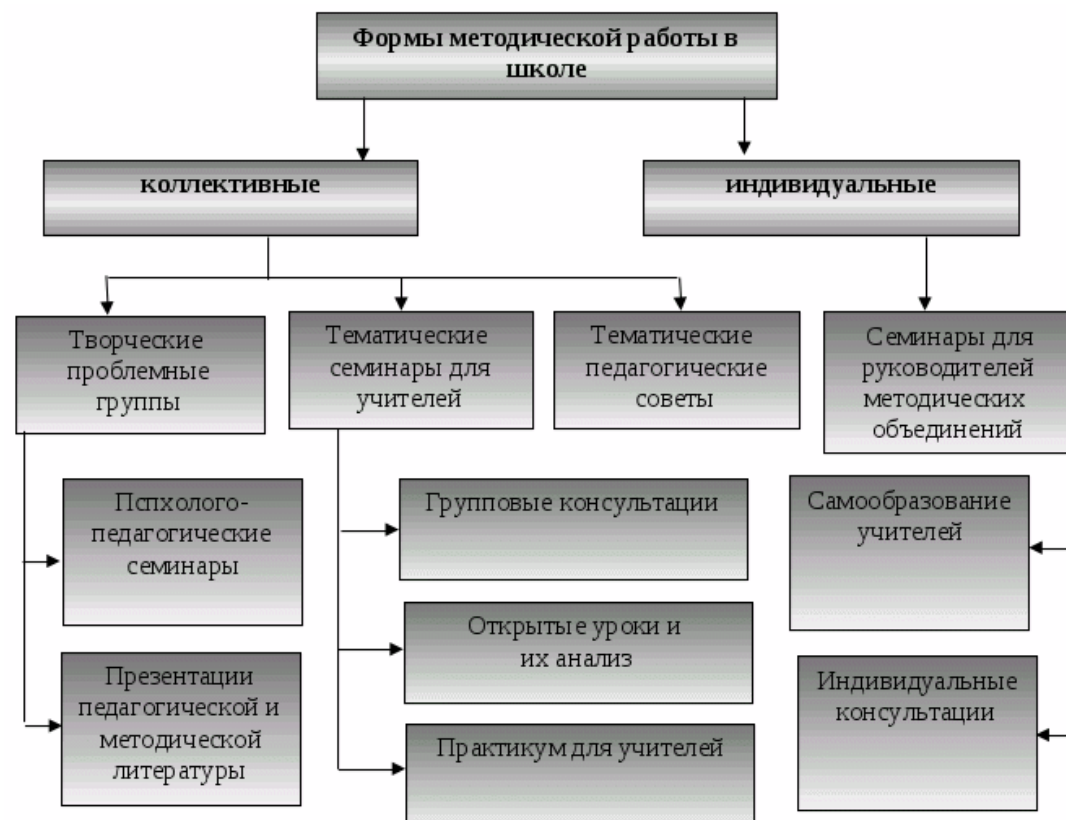 Формы методической работы в
школе
коллективные
индивидуальные
Творческие
проблемные
группы
Тематические
семинары для
учителей
Тематические
педагогические
советы
Семинары для
руководителей
методических
объединений
Пспхолого-
педагогические
семинары
Групповые консультации
Самообразование
учителей
Открытые уроки и
их анализ
Презентации
педагогической и
методической
литературы
Индивидуальные
консультации
Практикум для учителей